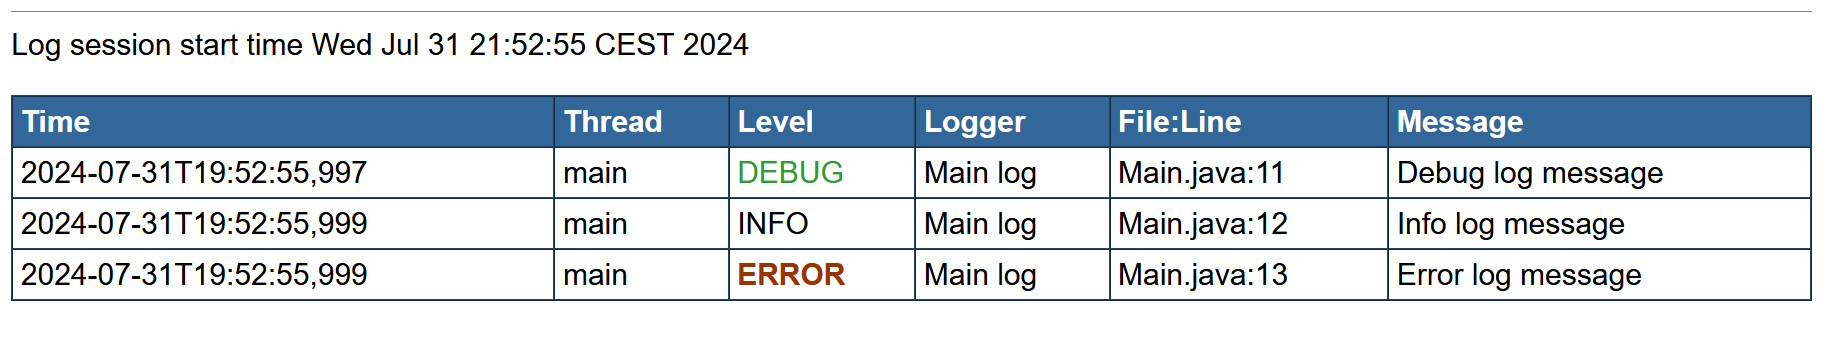 Log session start time Wed Jul 31 21:52:55 CEST 2024
Time Thread Level Logger File:Line Message
2024-07-31T19:52:55,997 main DEBUG Main log Main.java:11 Debug log message
2024-07-31T19:52:55,999 main INFO Main log Main.java:12 Info log message
2024-07-31T19:52:55,999 main ERROR Main log Main.java:13 Error log message